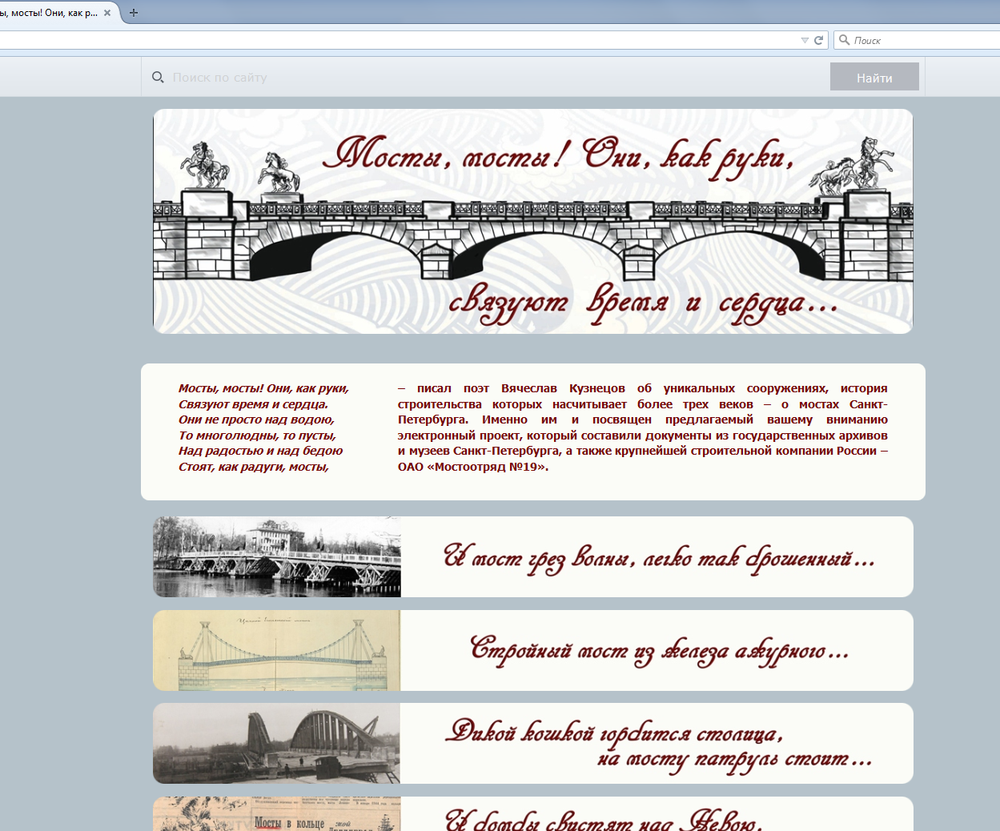 ы, мосты! Они, как р...
Поиск
Поиск по сайту
Найти
Мосты, мосты! Они, как руки,
связуют время и сердца...
Мосты, мосты! Они, как руки,
Связуют время и сердца.
Они не просто над водою,
То многолюдны, то пусты,
Над радостью и над бедою
Стоят, как радуги, мосты,
– писал поэт Вячеслав Кузнецов об уникальных сооружениях, история
строительства которых насчитывает более трех веков – о мостах Санкт-
Петербурга. Именно им и посвящен предлагаемый вашему вниманию
электронный проект, который составили документы из государственных архивов
и музеев Санкт-Петербурга, а также крупнейшей строительной компании России –
ОАО «Мостоотряд №19».
И мост чрез волны, легко так брошенный...
Стройный мост из железа ажурного...
Дикой кошкой горбится столица,
на мосту патруль стоит...
Мосты в кольце
мой
И бомбы свистят над Невою,